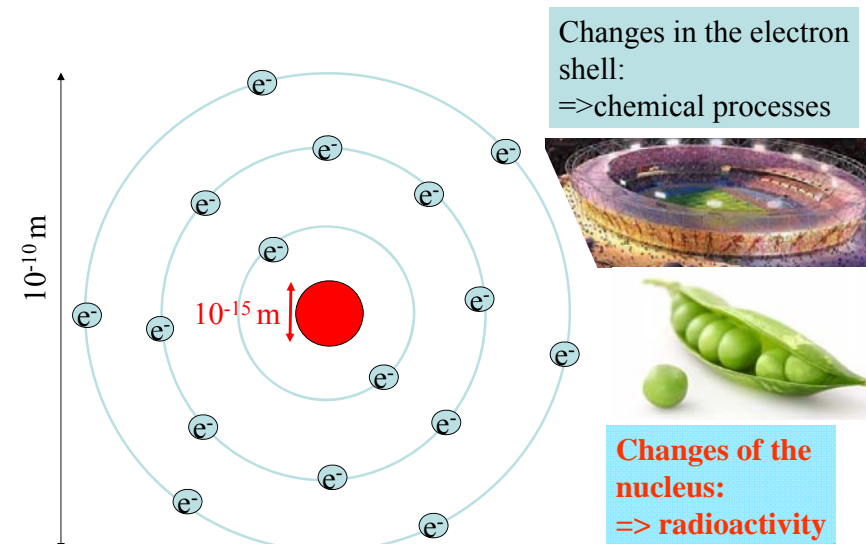 Changes in the electron
shell:
=>chemical processes
e-
e-
e-
e-
e-
e-
10-10 m
e-
10-15 m
e-
e-
e-
e-
e-
e-
e-
e-
e-
Changes of the
nucleus:
=> radioactivity